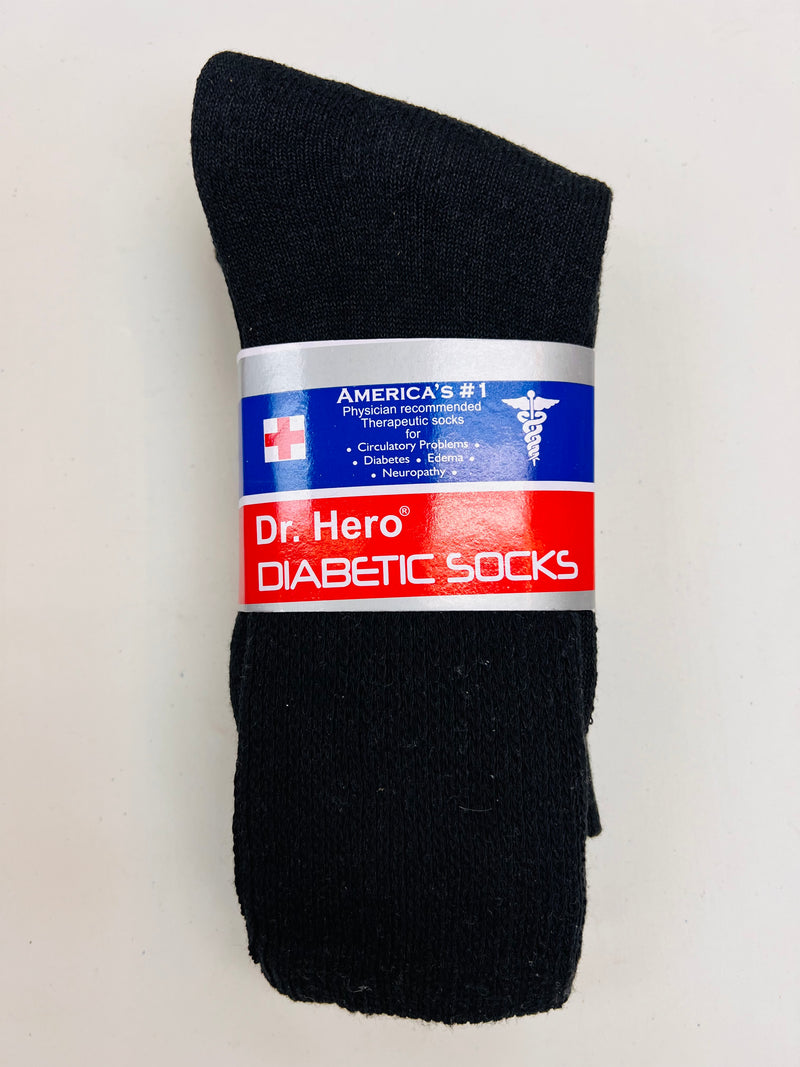 AMERICA'S #1
Physician recommended
Therapeutic socks
for
• Circulatory Problems •
• Diabetes • Edema •
• Neuropathy •
Dr. Hero®
DIABETIC SOCKS